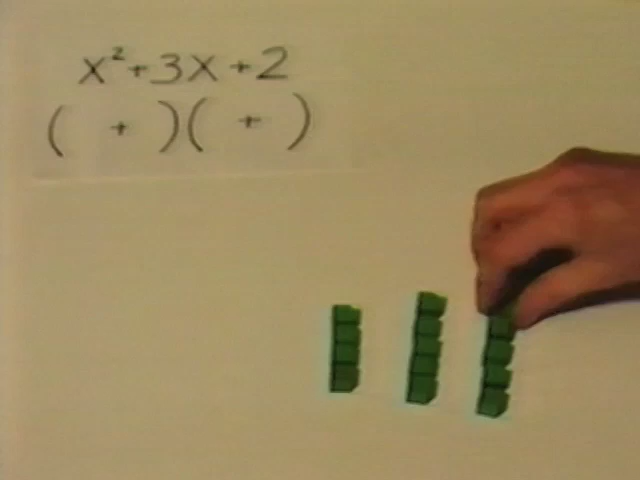 x²+3x+2
( + )( + )